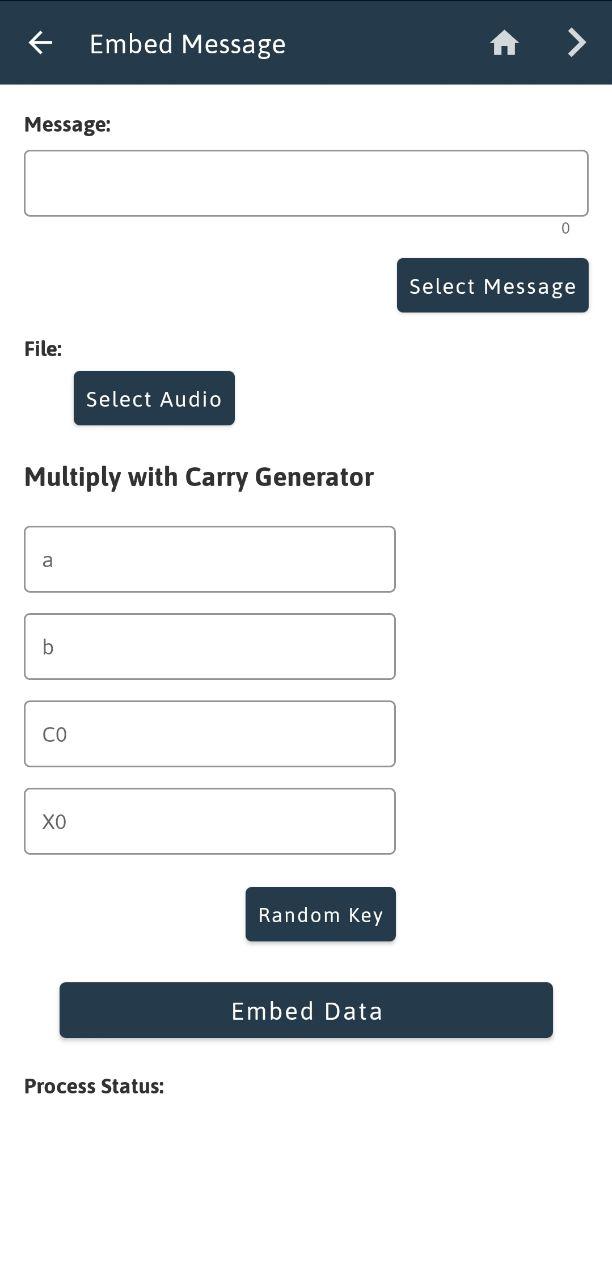 Embed Message
Message:
0
Select Message
File:
Select Audio
Multiply with Carry Generator
a
b
C0
X0
Random Key
Embed Data
Process Status: